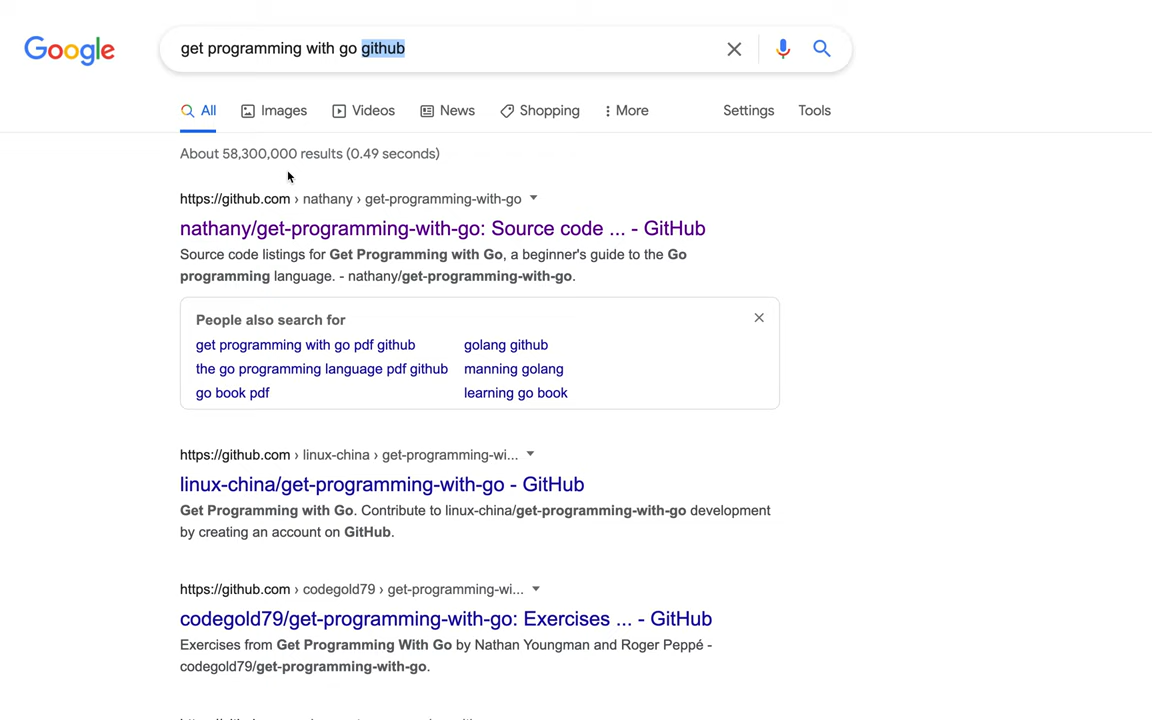 Google
get programming with go github
All
Images
Videos
News
Shopping
More
Settings
Tools
About 58,300,000 results (0.49 seconds)
https://github.com › nathany › get-programming-with-go
nathany/get-programming-with-go: Source code ... - GitHub
Source code listings for Get Programming with Go, a beginner's guide to the Go
programming language. - nathany/get-programming-with-go.
People also search for
get programming with go pdf github
golang github
the go programming language pdf github
manning golang
go book pdf
learning go book
https://github.com › linux-china › get-programming-wi...
linux-china/get-programming-with-go - GitHub
Get Programming with Go. Contribute to linux-china/get-programming-with-go development
by creating an account on GitHub.
https://github.com › codegold79 › get-programming-wi...
codegold79/get-programming-with-go: Exercises ... - GitHub
Exercises from Get Programming With Go by Nathan Youngman and Roger Peppé -
codegold79/get-programming-with-go.